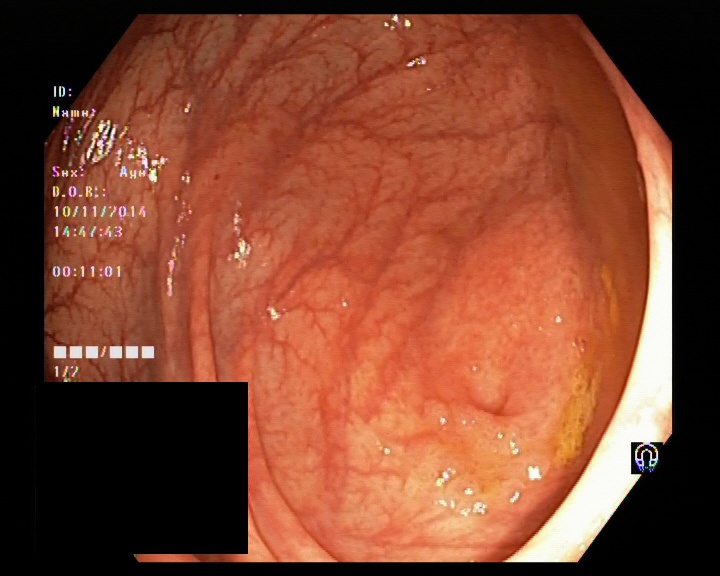 ID:
Name:
Sex: Age:
D.O.B.:
10/11/2014
14:47:43
00:11:01
■■■/■■■
1/2